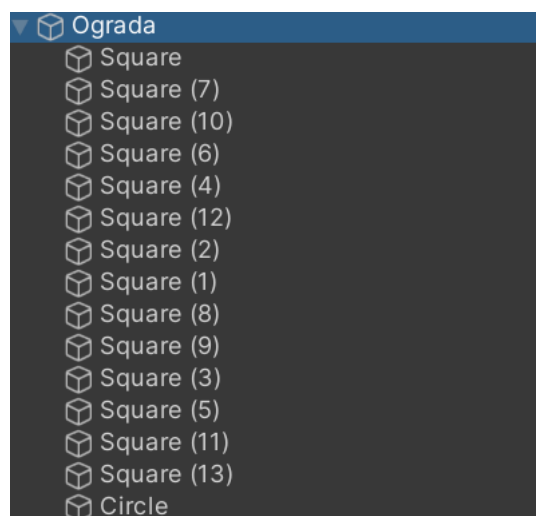 Ograda
Square
Square (7)
Square (10)
Square (6)
Square (4)
Square (12)
Square (2)
Square (1)
Square (8)
Square (9)
Square (3)
Square (5)
Square (11)
Square (13)
Circle